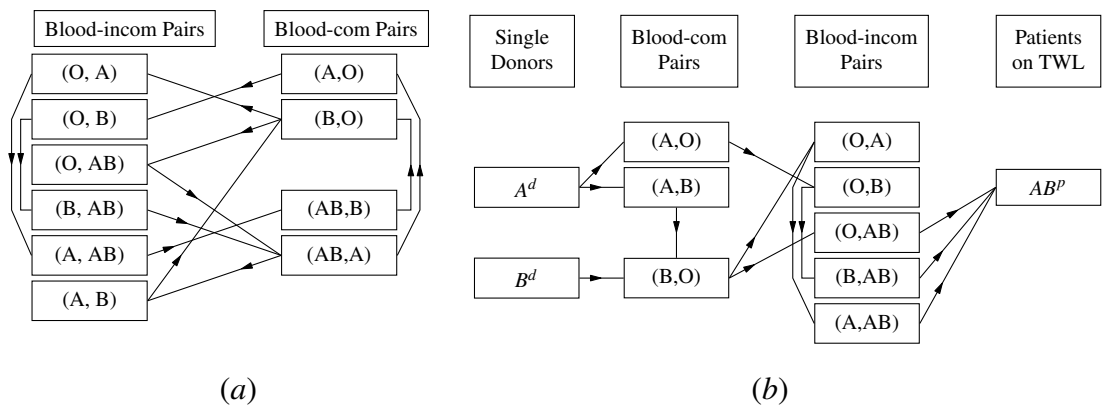 Blood-incom Pairs
Blood-com Pairs
(O, A)
(A,O)
(O, B)
(B,O)
(O, AB)
(B, AB)
(AB,B)
(A, AB)
(AB,A)
(A, B)
(a)
Single
Donors
Blood-com
Pairs
Blood-incom
Pairs
Patients
on TWL
(A,O)
(O,A)
A^d
(A,B)
(O,B)
AB^p
(O,AB)
B^d
(B,O)
(B,AB)
(A,AB)
(b)